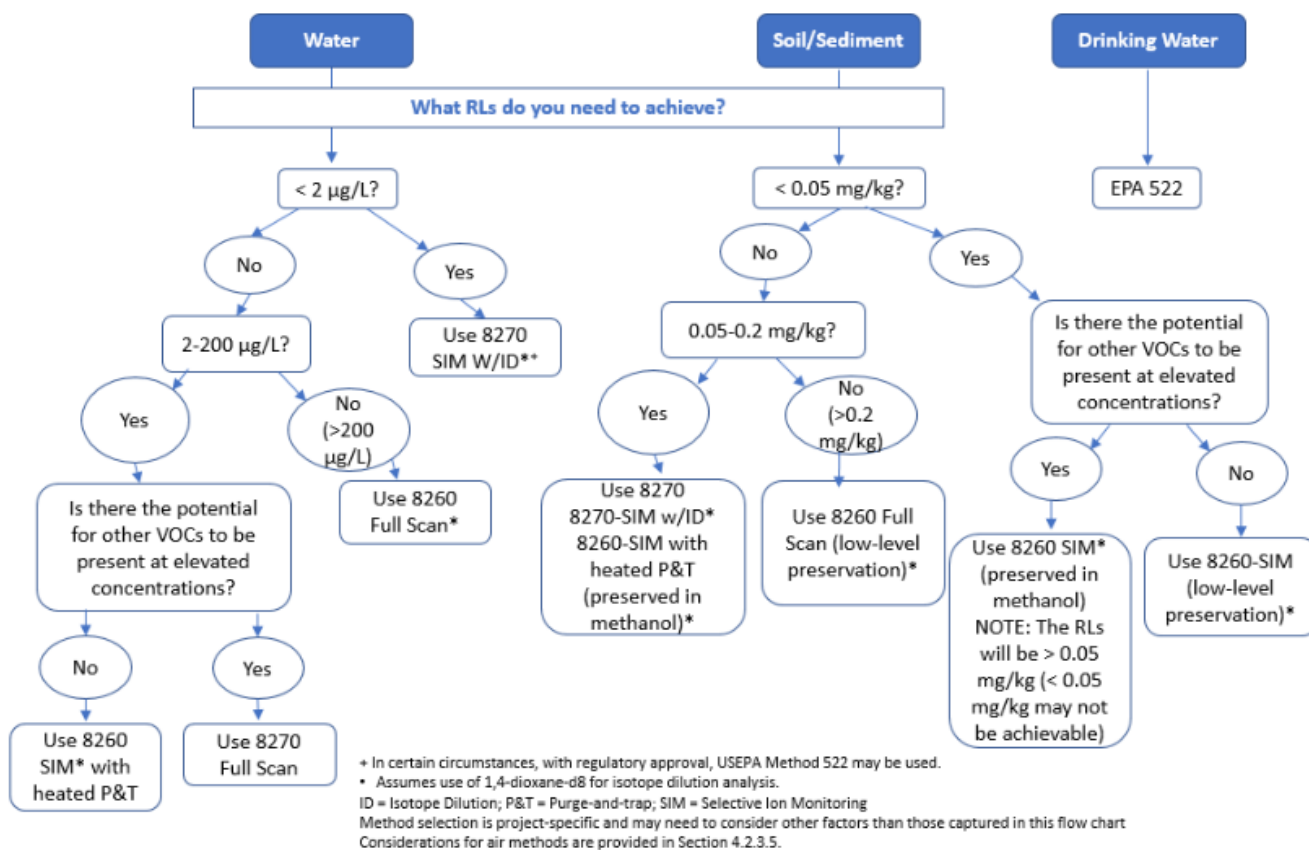 Water
Soil/Sediment
Drinking Water
What RLs do you need to achieve?
< 2 µg/L?
< 0.05 mg/kg?
EPA 522
No
Yes
No
Yes
2-200 µg/L?
Use 8270
SIM W/ID*⁺
0.05-0.2 mg/kg?
Is there the potential
for other VOCs to be
present at elevated
concentrations?
Yes
No
(>200
µg/L)
Yes
No
(>0.2
mg/kg)
Yes
No
Is there the potential
for other VOCs to be
present at elevated
concentrations?
Use 8260
Full Scan*
Use 8270
8270-SIM w/ID*
8260-SIM with
heated P&T
(preserved in
methanol)*
Use 8260 Full
Scan (low-level
preservation)*
Use 8260 SIM*
(preserved in
methanol)
NOTE: The RLs
will be > 0.05
mg/kg (< 0.05
mg/kg may not
be achievable)
Use 8260-SIM
(low-level
preservation)*
No
Yes
Use 8260
SIM* with
heated P&T
Use 8270
Full Scan
+ In certain circumstances, with regulatory approval, USEPA Method 522 may be used.
• Assumes use of 1,4-dioxane-d8 for isotope dilution analysis.
ID = Isotope Dilution; P&T = Purge-and-trap; SIM = Selective Ion Monitoring
Method selection is project-specific and may need to consider other factors than those captured in this flow chart
Considerations for air methods are provided in Section 4.2.3.5.